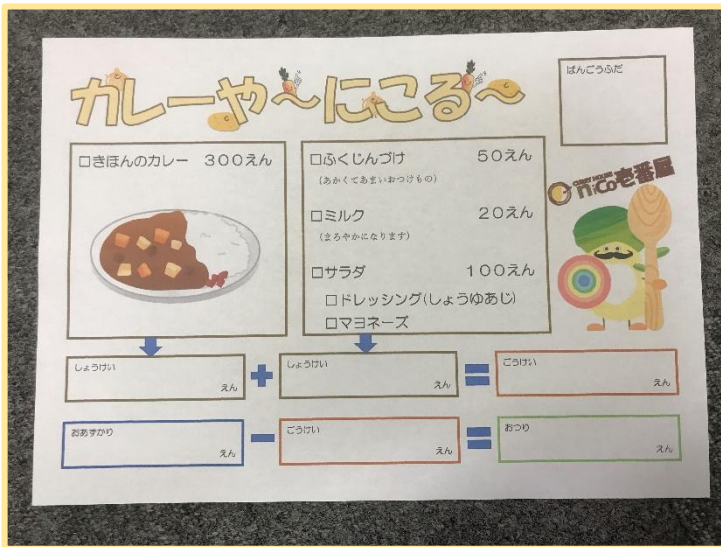 カレーや〜にこる〜
ばんごうふだ
□きほんのカレー 300えん
□ふくじんづけ 50えん
(あかくてあまいおつけもの)
□ミルク 20えん
(まろやかになります)
□サラダ 100えん
□ドレッシング(しょうゆあじ)
□マヨネーズ
CURRY HOUSE
nico壱番屋
しょうけい
えん
+
しょうけい
えん
=
ごうけい
えん
おあずかり
えん
-
ごうけい
えん
=
おつり
えん